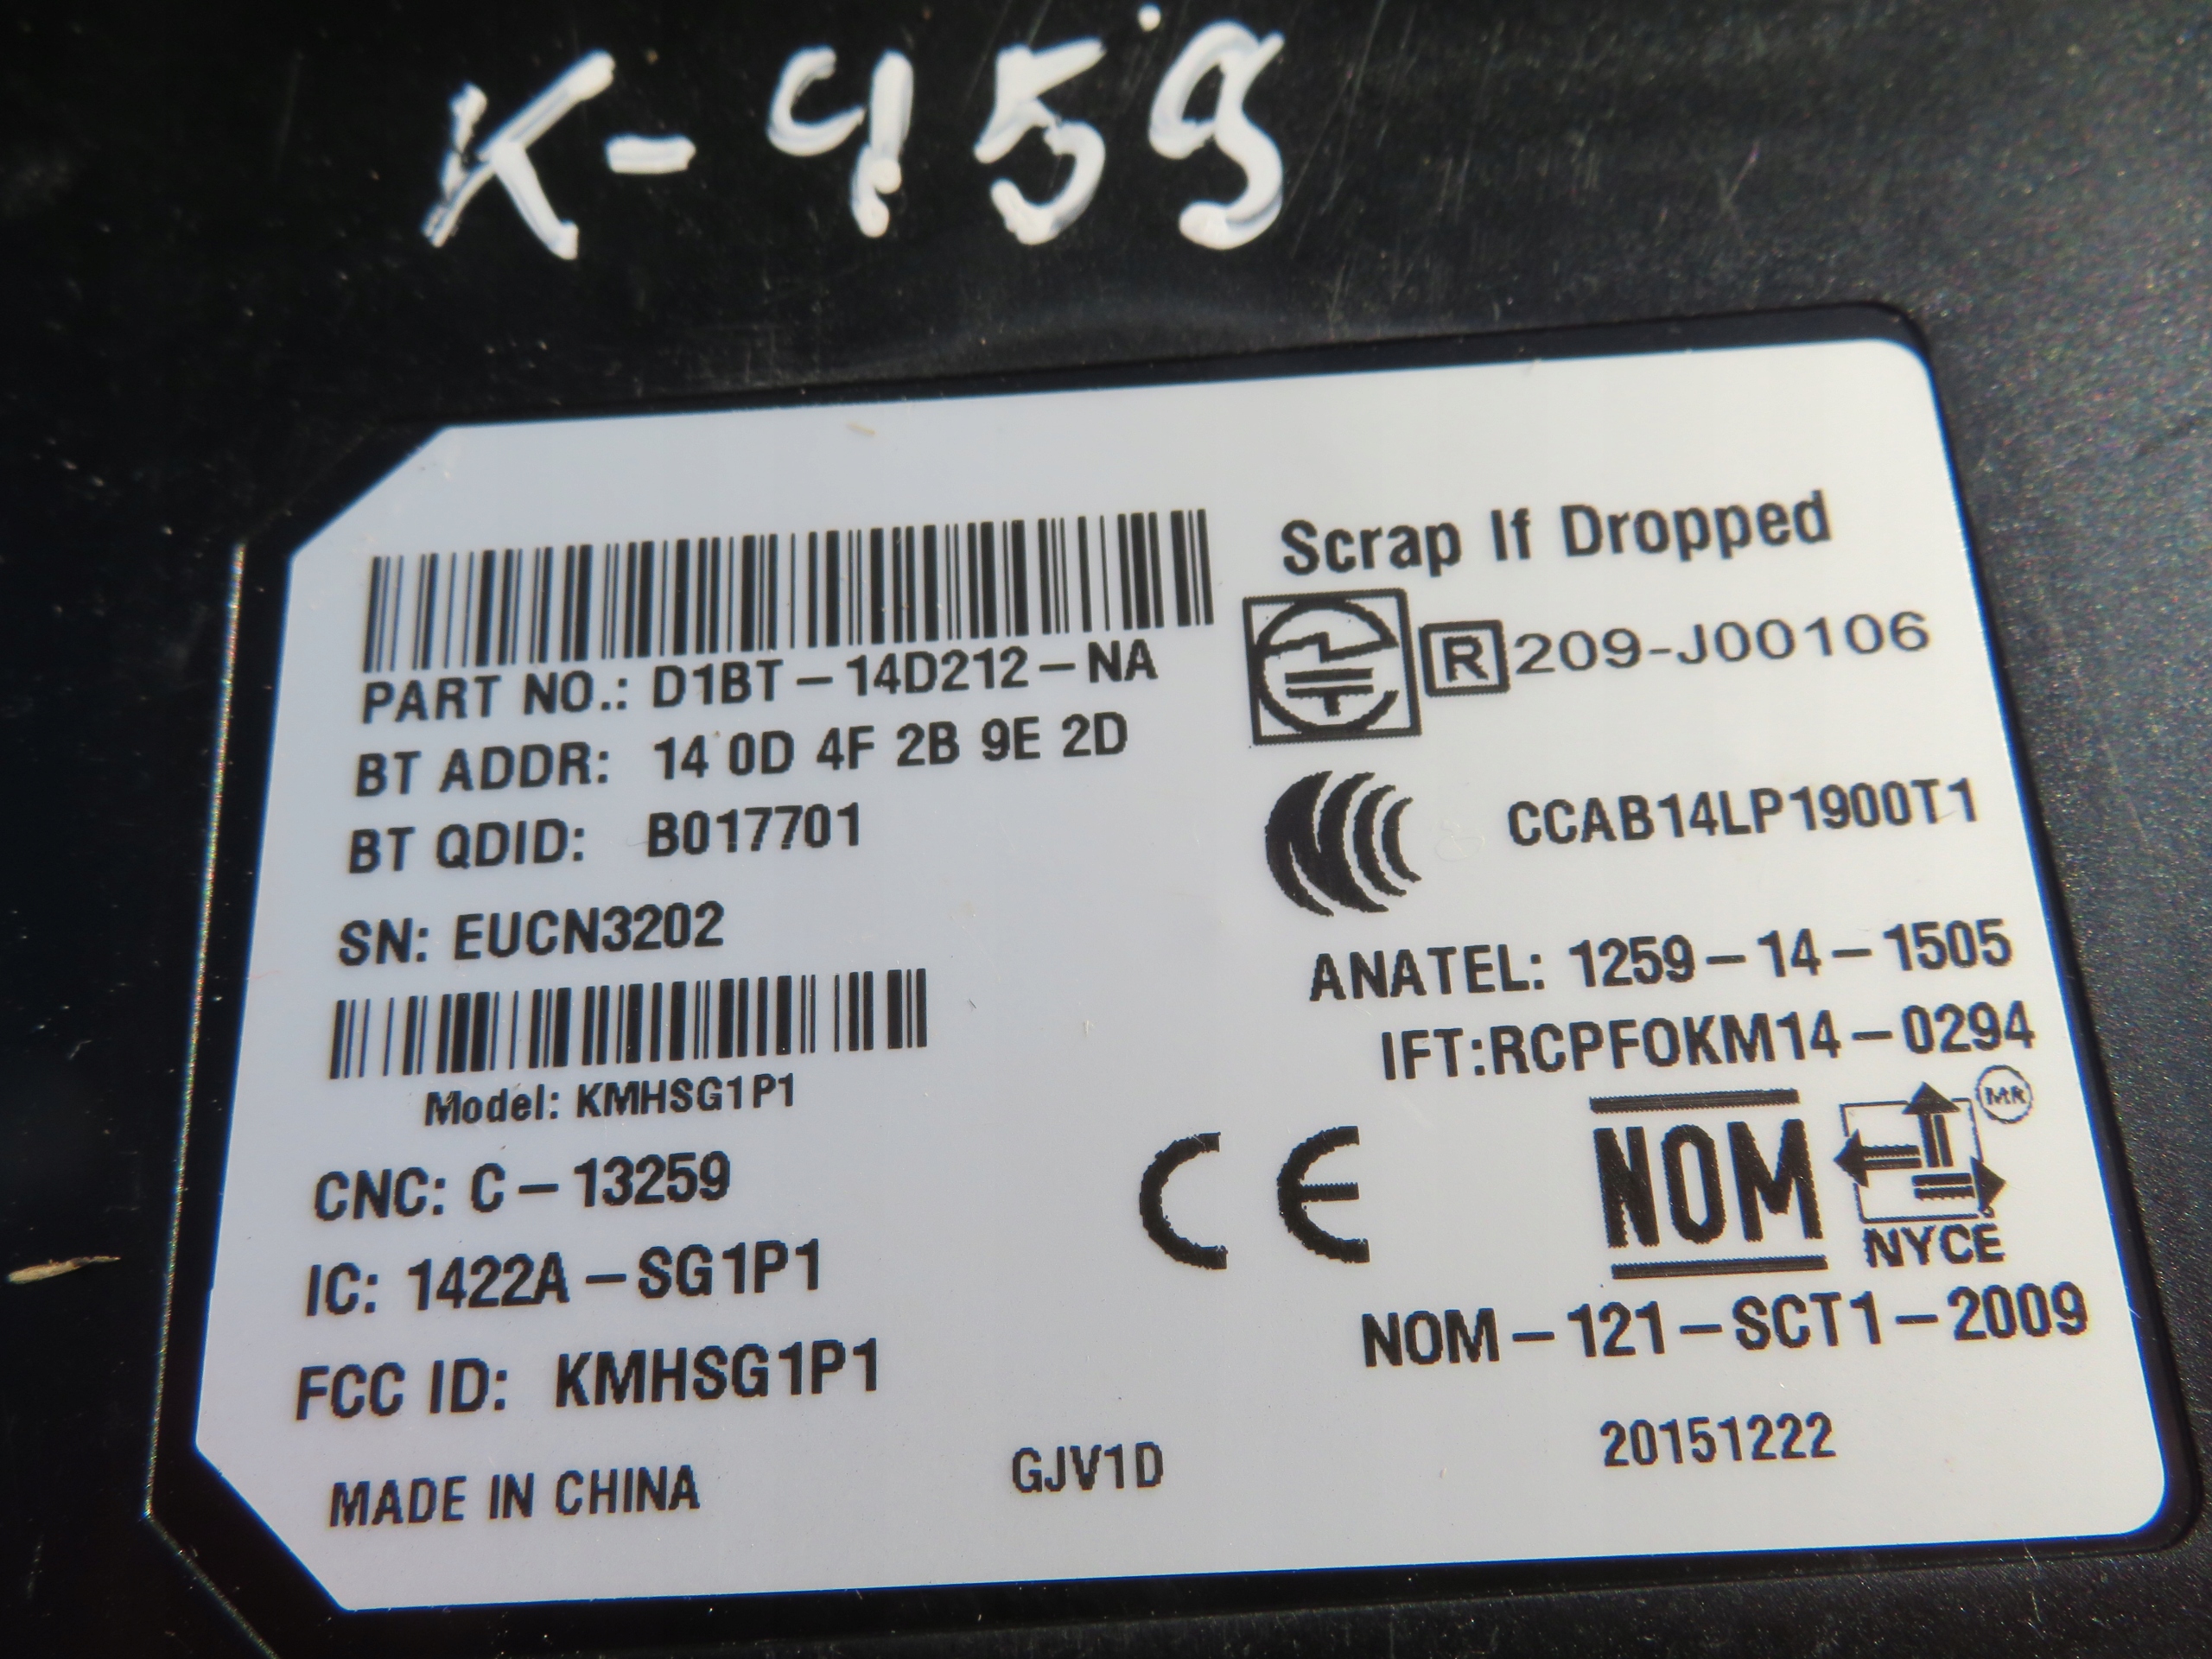 K-459
Scrap If Dropped
PART NO.: D1BT-14D212-NA
R 209-J00106
BT ADDR: 14 0D 4F 2B 9E 2D
BT QDID: B017701
CCAB14LP1900T1
SN: EUCN3202
ANATEL: 1259-14-1505
IFT:RCPFOKM14-0294
Model: KMHSG1P1
MR
CNC: C-13259
CE
NOM
NYCE
IC: 1422A-SG1P1
NOM-121-SCT1-2009
FCC ID: KMHSG1P1
MADE IN CHINA
GJV1D
20151222